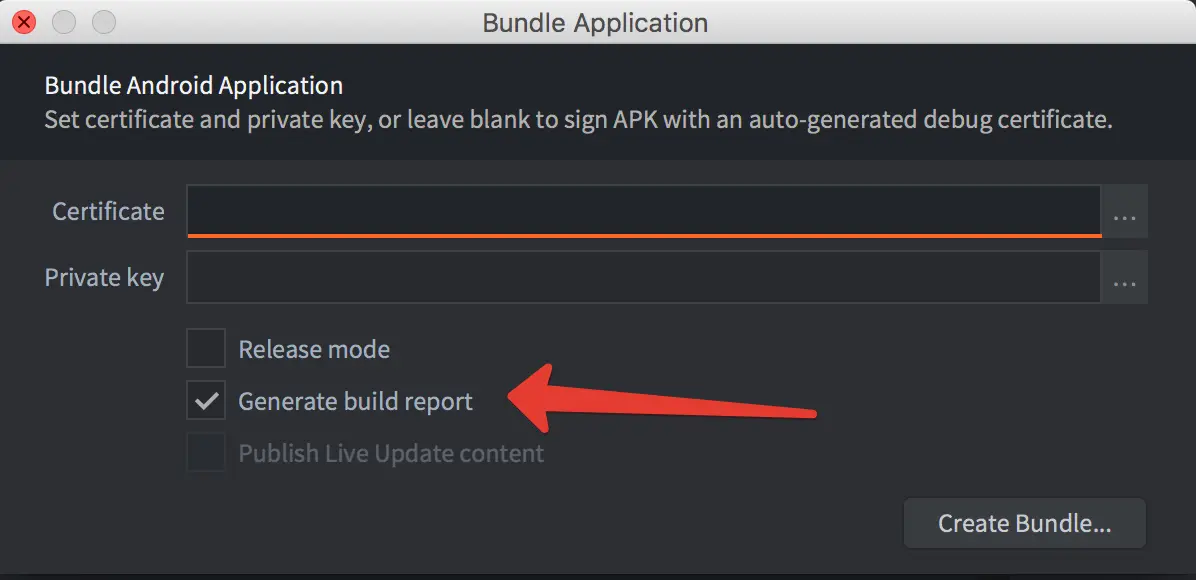 Bundle Application
Bundle Android Application
Set certificate and private key, or leave blank to sign APK with an auto-generated debug certificate.
Certificate
...
Private key
...
Release mode
Generate build report
Publish Live Update content
Create Bundle...